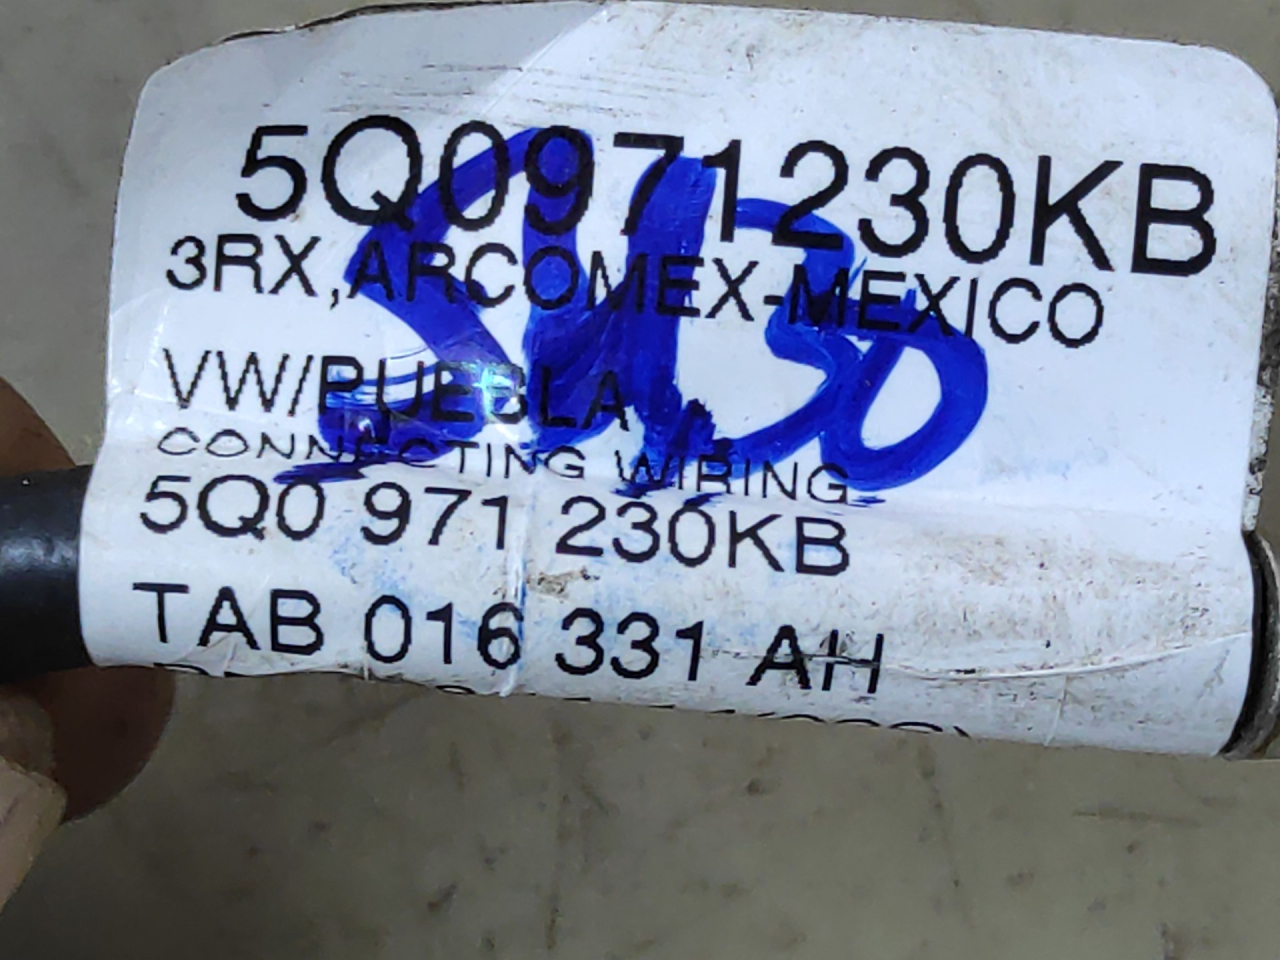 5Q0971230KB
3RX,ARCOMEX-MEXICO
VW/PUEBLA
CONNECTING WIRING
5Q0 971 230KB
TAB 016 331 AH